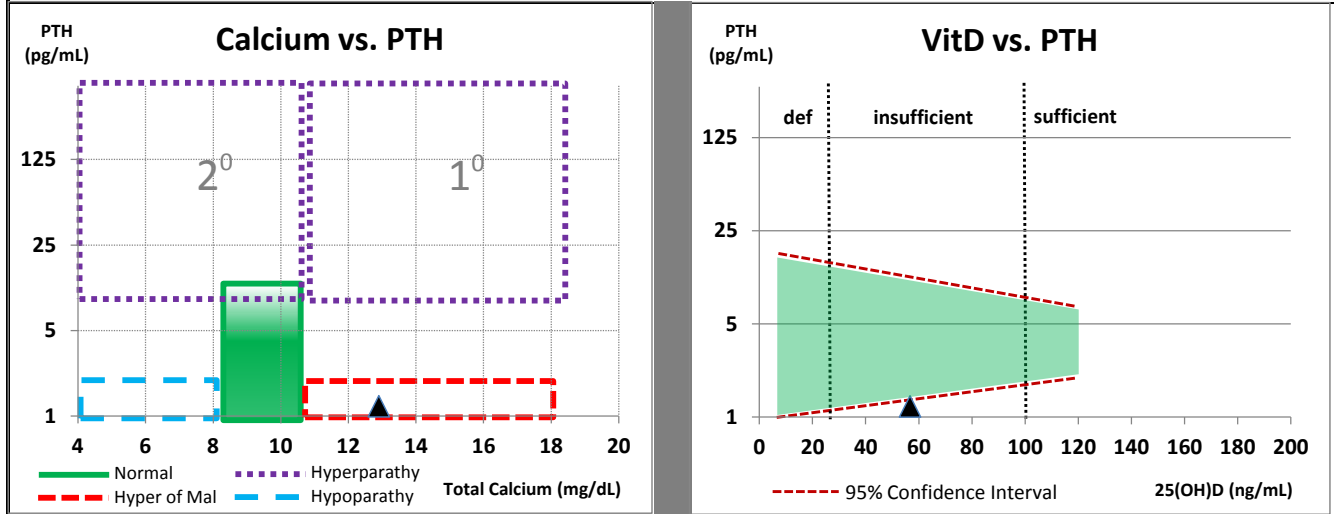 PTH
(pg/mL)
Calcium vs. PTH
2⁰
1⁰
125
25
5
1
4 6 8 10 12 14 16 18 20
Normal
Hyperparathy
Hyper of Mal
Hypoparathy
Total Calcium (mg/dL)
PTH
(pg/mL)
VitD vs. PTH
def insufficient sufficient
125
25
5
1
0 20 40 60 80 100 120 140 160 180 200
95% Confidence Interval
25(OH)D (ng/mL)